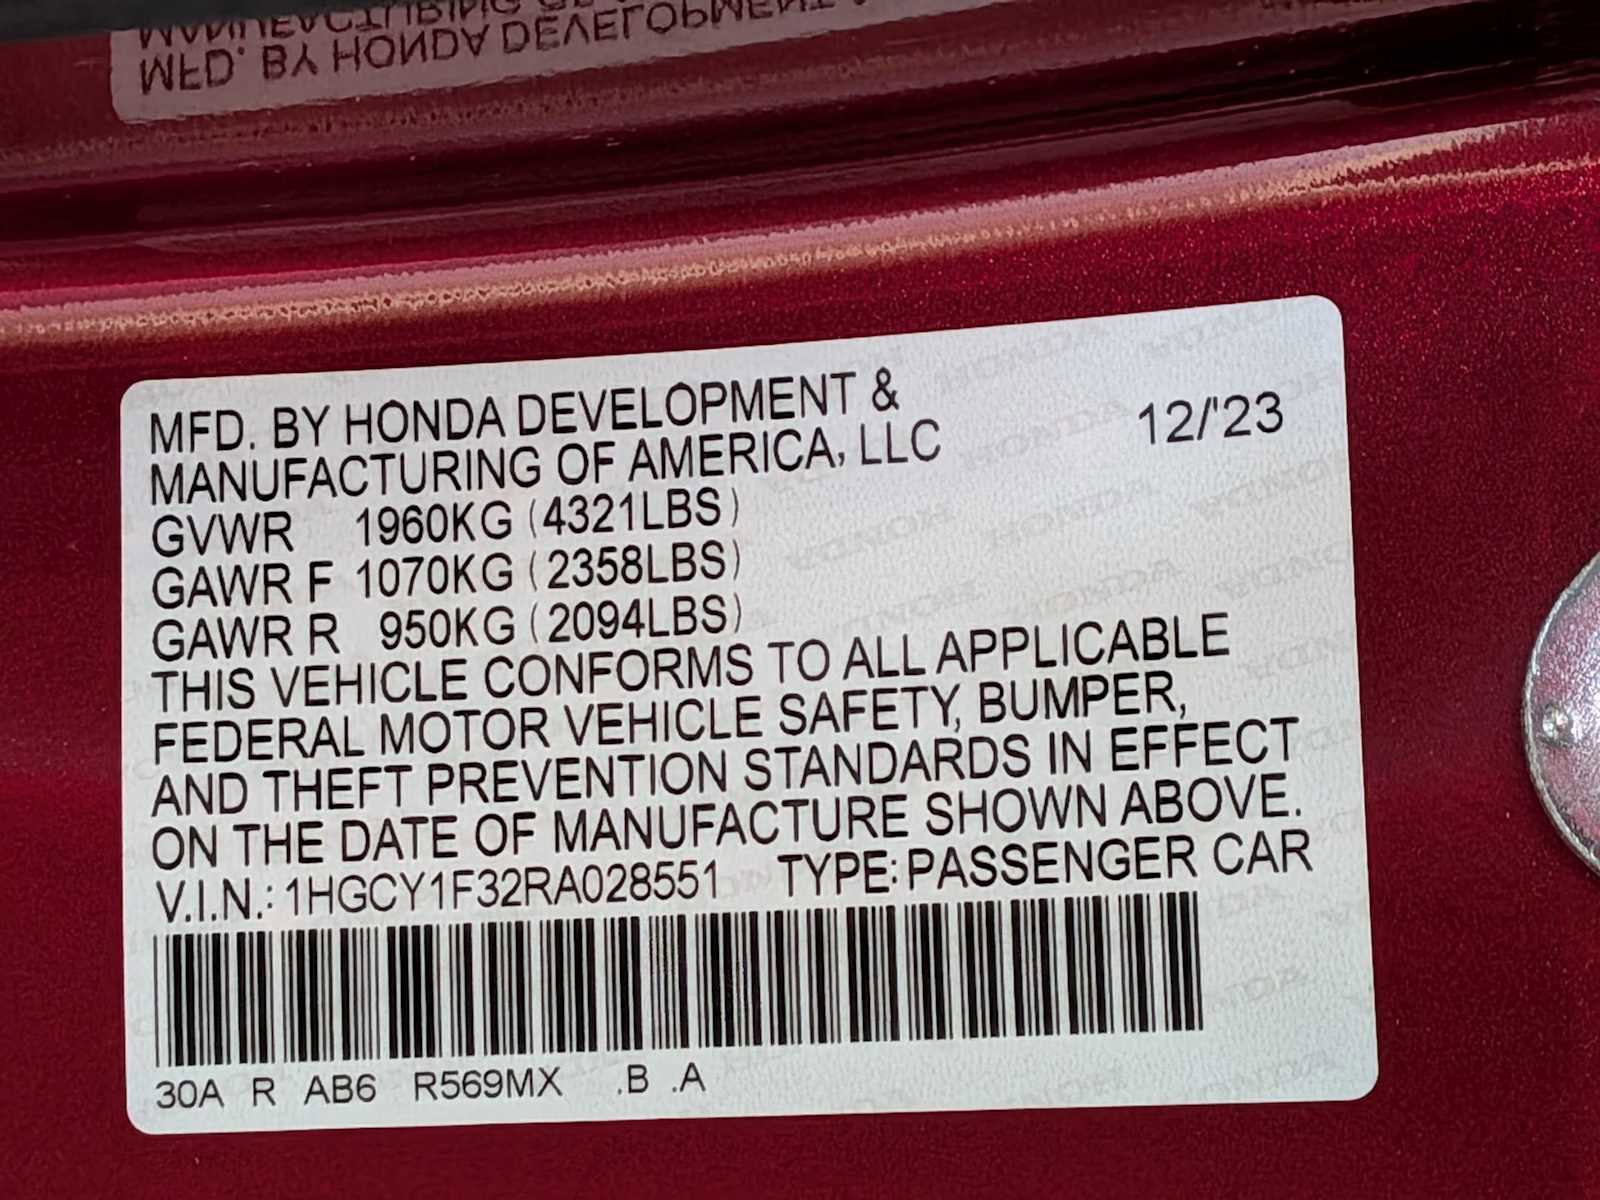 MFD. BY HONDA DEVELOPMENT
MFD. BY HONDA DEVELOPMENT &
MANUFACTURING OF AMERICA, LLC
12/'23
GVWR 1960KG (4321LBS)
GAWR F 1070KG (2358LBS)
GAWR R 950KG (2094LBS)
THIS VEHICLE CONFORMS TO ALL APPLICABLE
FEDERAL MOTOR VEHICLE SAFETY, BUMPER,
AND THEFT PREVENTION STANDARDS IN EFFECT
ON THE DATE OF MANUFACTURE SHOWN ABOVE.
V.I.N.: 1HGCY1F32RA028551 TYPE: PASSENGER CAR
30A R AB6 R569MX .B .A